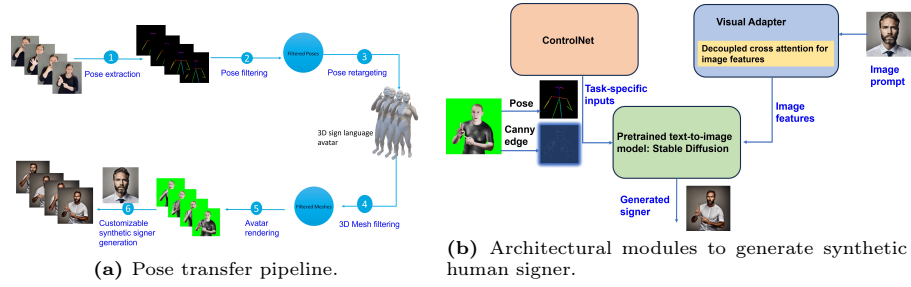 1
Pose extraction
2
Pose filtering
Filtered Poses
3
Pose retargeting
3D sign language
avatar
4
3D Mesh filtering
Filtered Meshes
5
Avatar
rendering
6
Customizable
synthetic signer
generation
(a) Pose transfer pipeline.
ControlNet
Visual Adapter
Decoupled cross attention for
image features
Image
prompt
Pose
Canny
edge
Task-specific
inputs
Image
features
Pretrained text-to-image
model: Stable Diffusion
Generated
signer
(b) Architectural modules to generate synthetic
human signer.